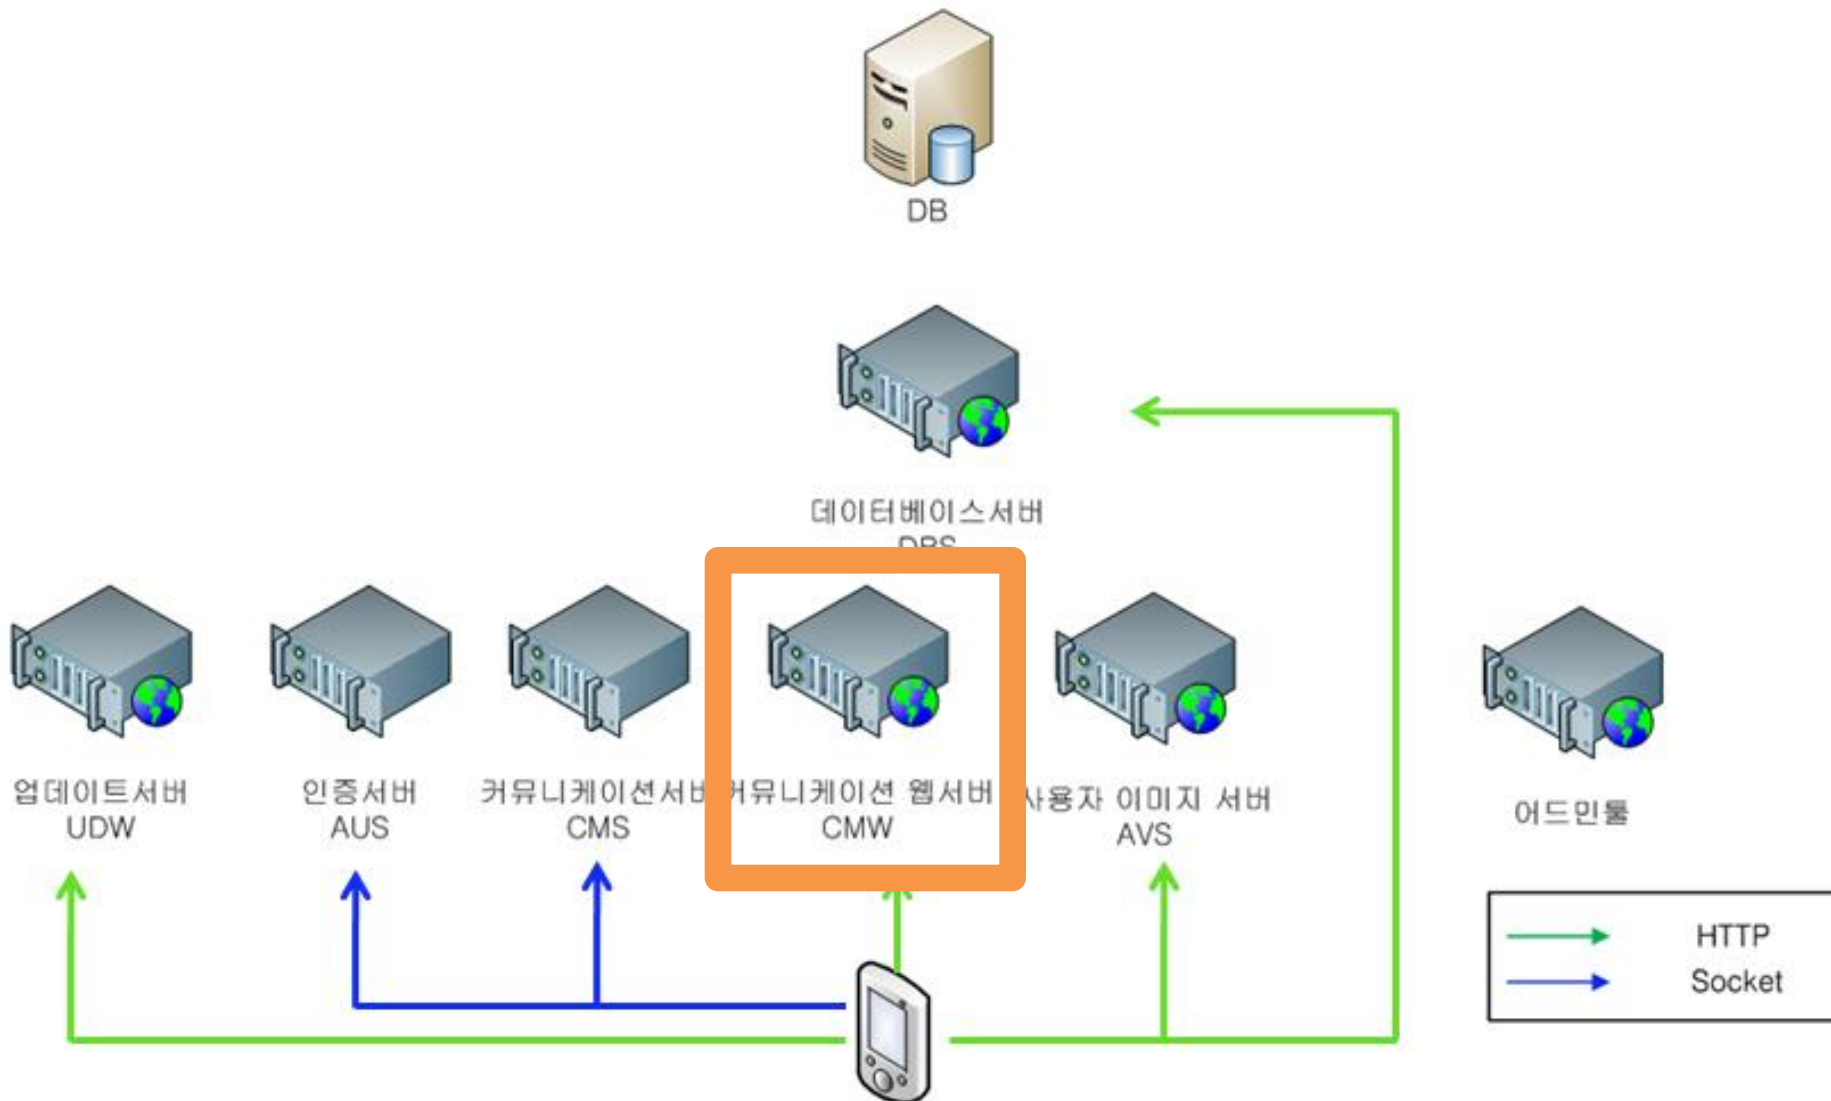 DB
데이터베이스서버
DBS
업데이트서버
UDW
인증서버
AUS
커뮤니케이션서버
CMS
커뮤니케이션 웹서버
CMW
사용자 이미지 서버
AVS
어드민툴
HTTP
Socket